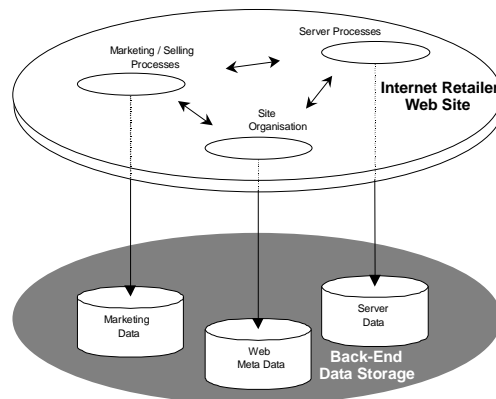 Marketing / Selling
Processes
Server Processes
Site
Organisation
Internet Retailer
Web Site
Marketing
Data
Web
Meta Data
Server
Data
Back-End
Data Storage